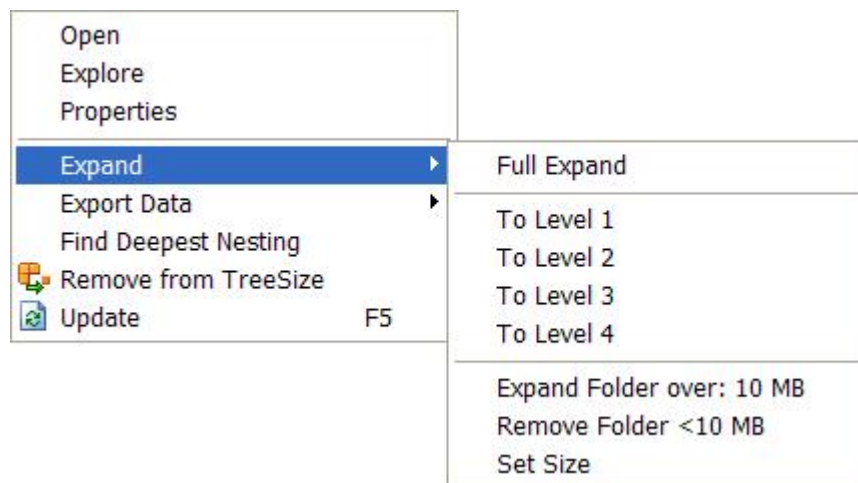 Open
Explore
Properties
Expand
Export Data
Find Deepest Nesting
Remove from TreeSize
Update F5
Full Expand
To Level 1
To Level 2
To Level 3
To Level 4
Expand Folder over: 10 MB
Remove Folder <10 MB
Set Size